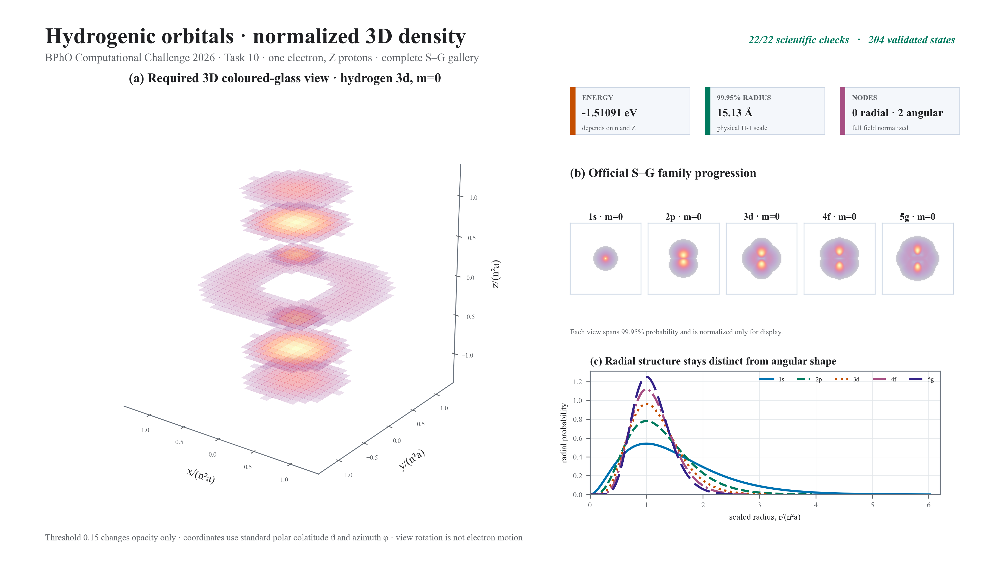 Hydrogenic orbitals · normalized 3D density
22/22 scientific checks · 204 validated states
BPhO Computational Challenge 2026 · Task 10 · one electron, Z protons · complete S–G gallery
(a) Required 3D coloured-glass view · hydrogen 3d, m=0
1.0
0.5
0.0
−0.5
−1.0
z/(n²a)
−1.0
−0.5
0.0
0.5
1.0
x/(n²a)
−1.0
−0.5
0.0
0.5
1.0
y/(n²a)
ENERGY
-1.51091 eV
depends on n and Z
99.95% RADIUS
15.13 Å
physical H-1 scale
NODES
0 radial · 2 angular
full field normalized
(b) Official S–G family progression
1s · m=0
2p · m=0
3d · m=0
4f · m=0
5g · m=0
Each view spans 99.95% probability and is normalized only for display.
(c) Radial structure stays distinct from angular shape
1s 2p 3d 4f 5g
1.2
1.0
0.8
0.6
0.4
0.2
0.0
radial probability
0 1 2 3 4 5 6
scaled radius, r/(n²a)
Threshold 0.15 changes opacity only · coordinates use standard polar colatitude ϑ and azimuth φ · view rotation is not electron motion